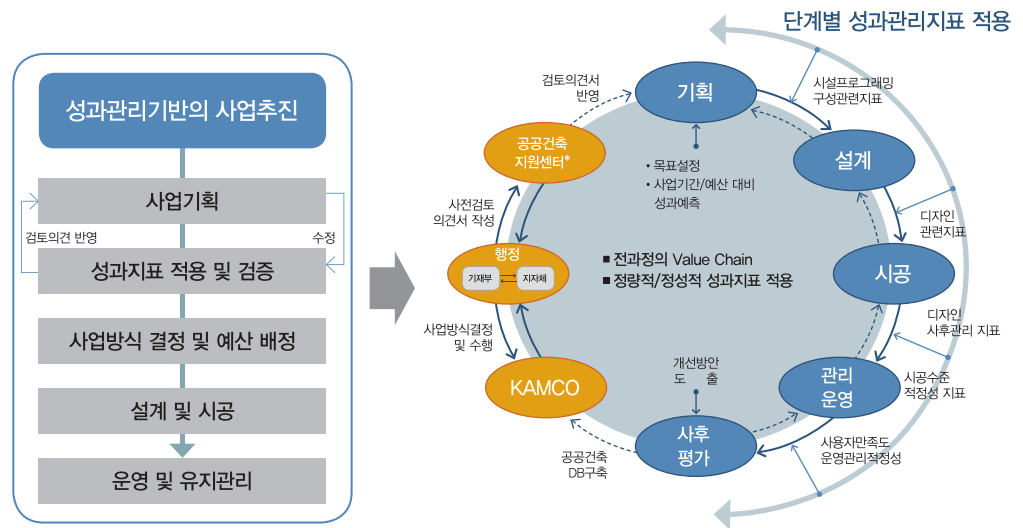 단계별 성과관리지표 적용
성과관리기반의 사업추진
사업기획
검토의견 반영
수정
성과지표 적용 및 검증
사업방식 결정 및 예산 배정
설계 및 시공
운영 및 유지관리
검토의견서
반영
기획
시설프로그래밍
구성관련지표
공공건축
지원센터*
설계
• 목표설정
• 사업기간/예산 대비
성과예측
사전검토
의견서 작성
디자인
관련지표
행정
기재부
지자체
■ 전과정의 Value Chain
■ 정량적/정성적 성과지표 적용
시공
사업방식결정
및 수행
디자인
사후관리 지표
개선방안
도 출
KAMCO
관리
운영
시공수준
적정성 지표
사후
평가
사용자만족도
운영관리적정성
공공건축
DB구축